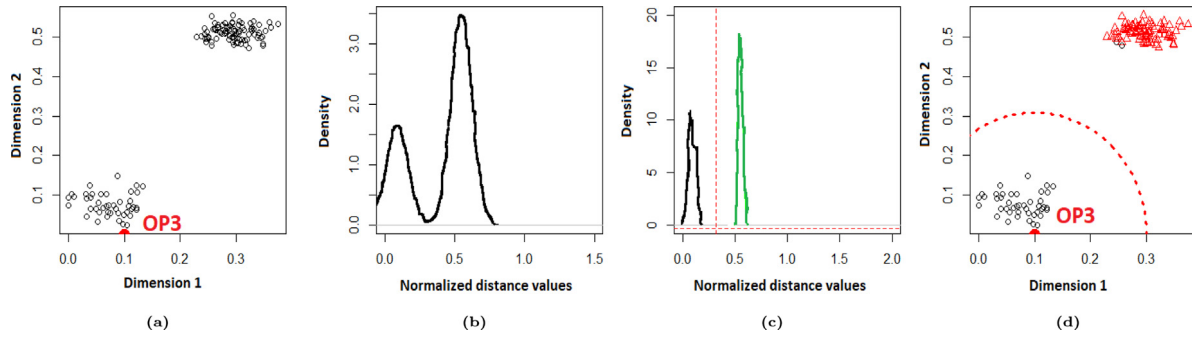 0.5
0.4
0.3
0.2
0.1
Dimension 2
OP3
0.0 0.1 0.2 0.3
Dimension 1
(a)
3.0
2.0
1.0
0.0
Density
0.0 0.5 1.0 1.5
Normalized distance values
(b)
20
15
10
5
0
Density
0.0 0.5 1.0 1.5 2.0
Normalized distance values
(c)
0.5
0.4
0.3
0.2
0.1
Dimension 2
OP3
0.0 0.1 0.2 0.3
Dimension 1
(d)